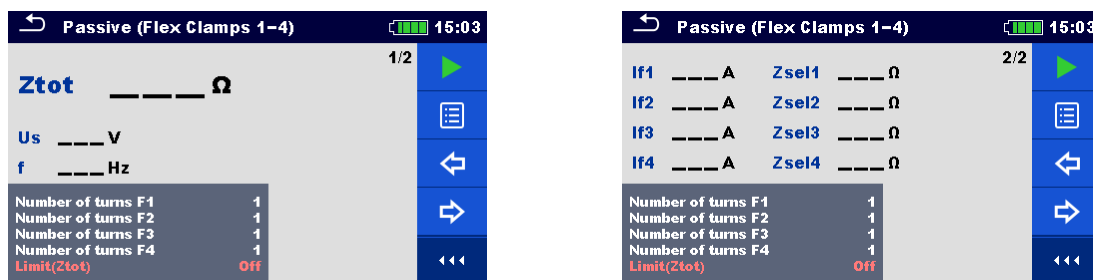 Passive (Flex Clamps 1–4) 15:03
1/2
Ztot ___ Ω
Us ___ V
f ___ Hz
Number of turns F1 1
Number of turns F2 1
Number of turns F3 1
Number of turns F4 1
Limit(Ztot) Off
Passive (Flex Clamps 1–4) 15:03
2/2
If1 ___ A Zsel1 ___ Ω
If2 ___ A Zsel2 ___ Ω
If3 ___ A Zsel3 ___ Ω
If4 ___ A Zsel4 ___ Ω
Number of turns F1 1
Number of turns F2 1
Number of turns F3 1
Number of turns F4 1
Limit(Ztot) Off